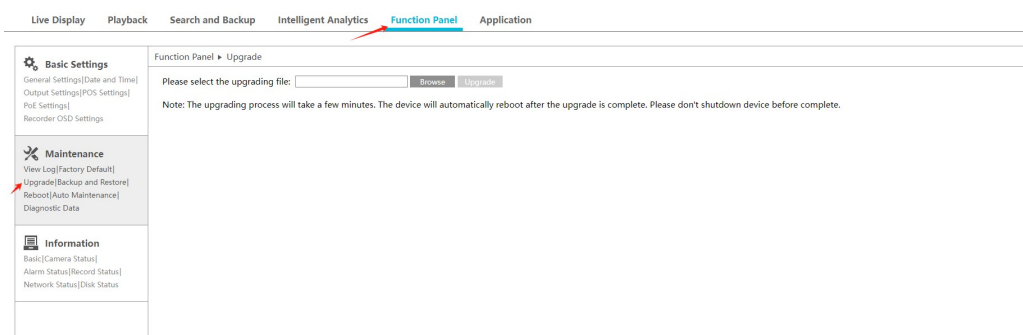 Live Display Playback Search and Backup Intelligent Analytics Function Panel Application
Basic Settings
General Settings|Date and Time|
Output Settings|POS Settings|
PoE Settings|
Recorder OSD Settings
Maintenance
View Log|Factory Default|
Upgrade|Backup and Restore|
Reboot|Auto Maintenance|
Diagnostic Data
Information
Basic|Camera Status|
Alarm Status|Record Status|
Network Status|Disk Status
Function Panel ▶ Upgrade
Please select the upgrading file: Browse Upgrade
Note: The upgrading process will take a few minutes. The device will automatically reboot after the upgrade is complete. Please don't shutdown device before complete.